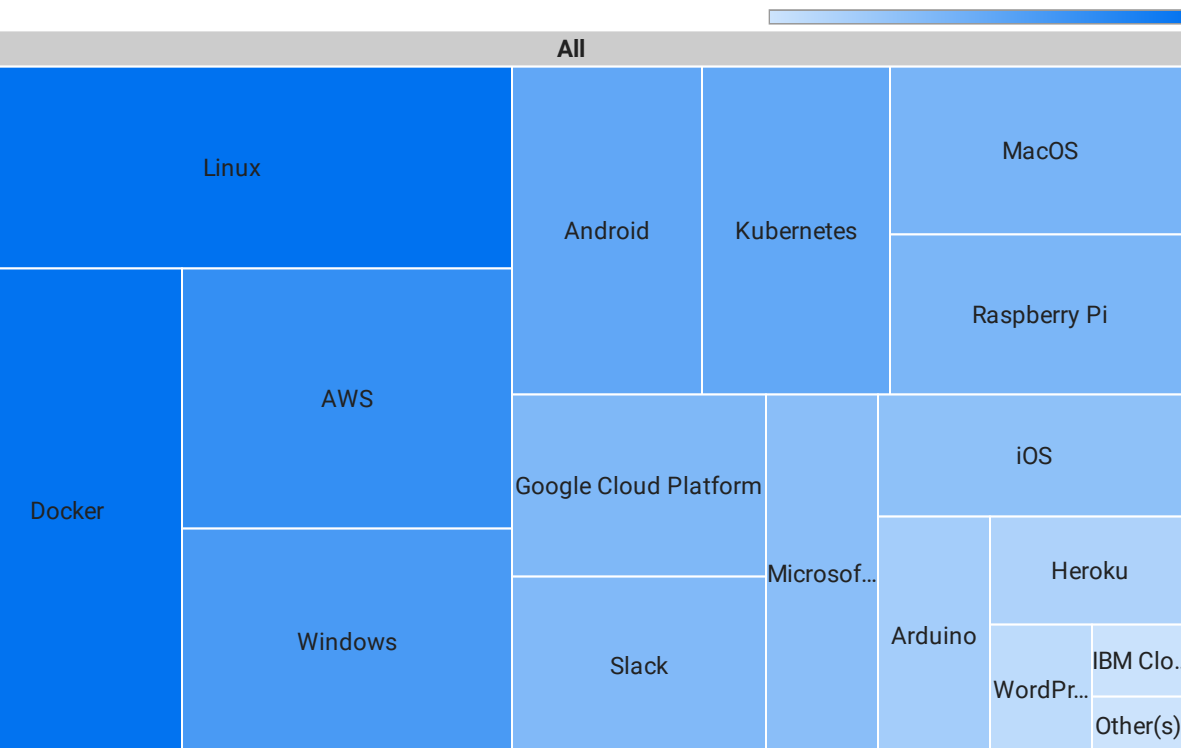 All
Linux
Android
Kubernetes
MacOS
Raspberry Pi
AWS
Docker
Windows
Google Cloud Platform
Slack
Microsof...
iOS
Arduino
Heroku
WordPr...
IBM Clo..
Other(s)